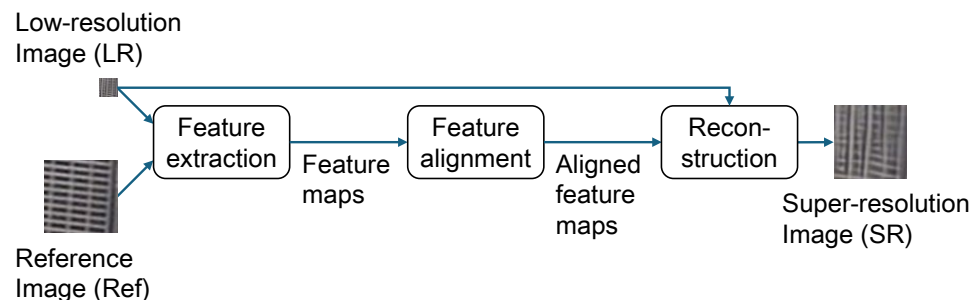 Low-resolution
Image (LR)
Feature
extraction
Feature
maps
Feature
alignment
Aligned
feature
maps
Recon-
struction
Super-resolution
Image (SR)
Reference
Image (Ref)